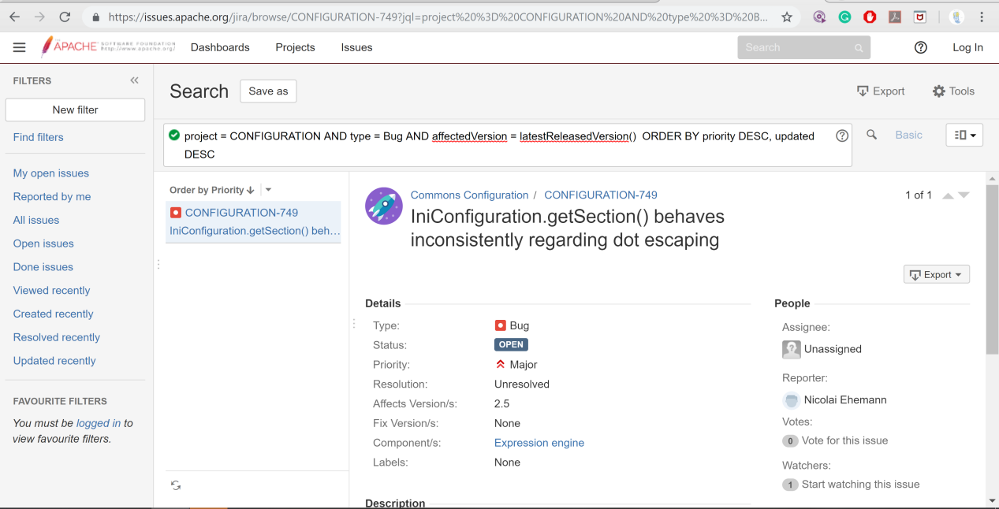 https://issues.apache.org/jira/browse/CONFIGURATION-749?jql=project%20%3D%20CONFIGURATION%20AND%20type%20%3D%20B...
THE
APACHE SOFTWARE FOUNDATION
http://www.apache.org/
Dashboards Projects Issues Search Log In
FILTERS
New filter
Find filters
My open issues
Reported by me
All issues
Open issues
Done issues
Viewed recently
Created recently
Resolved recently
Updated recently
FAVOURITE FILTERS
You must be logged in to
view favourite filters.
Search Save as Export Tools
project = CONFIGURATION AND type = Bug AND affectedVersion = latestReleasedVersion()  ORDER BY priority DESC, updated
DESC
Basic
Order by Priority
CONFIGURATION-749
IniConfiguration.getSection() beh...
Commons Configuration / CONFIGURATION-749
1 of 1
IniConfiguration.getSection() behaves
inconsistently regarding dot escaping
Export
Details
Type: Bug
Status: OPEN
Priority: Major
Resolution: Unresolved
Affects Version/s: 2.5
Fix Version/s: None
Component/s: Expression engine
Labels: None
Description
People
Assignee:
Unassigned
Reporter:
Nicolai Ehemann
Votes:
0 Vote for this issue
Watchers:
1 Start watching this issue